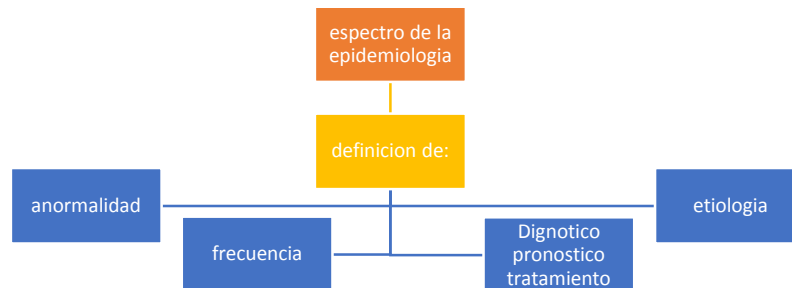 espectro de la
epidemiologia
definicion de:
anormalidad
etiologia
frecuencia
Dignotico
pronostico
tratamiento